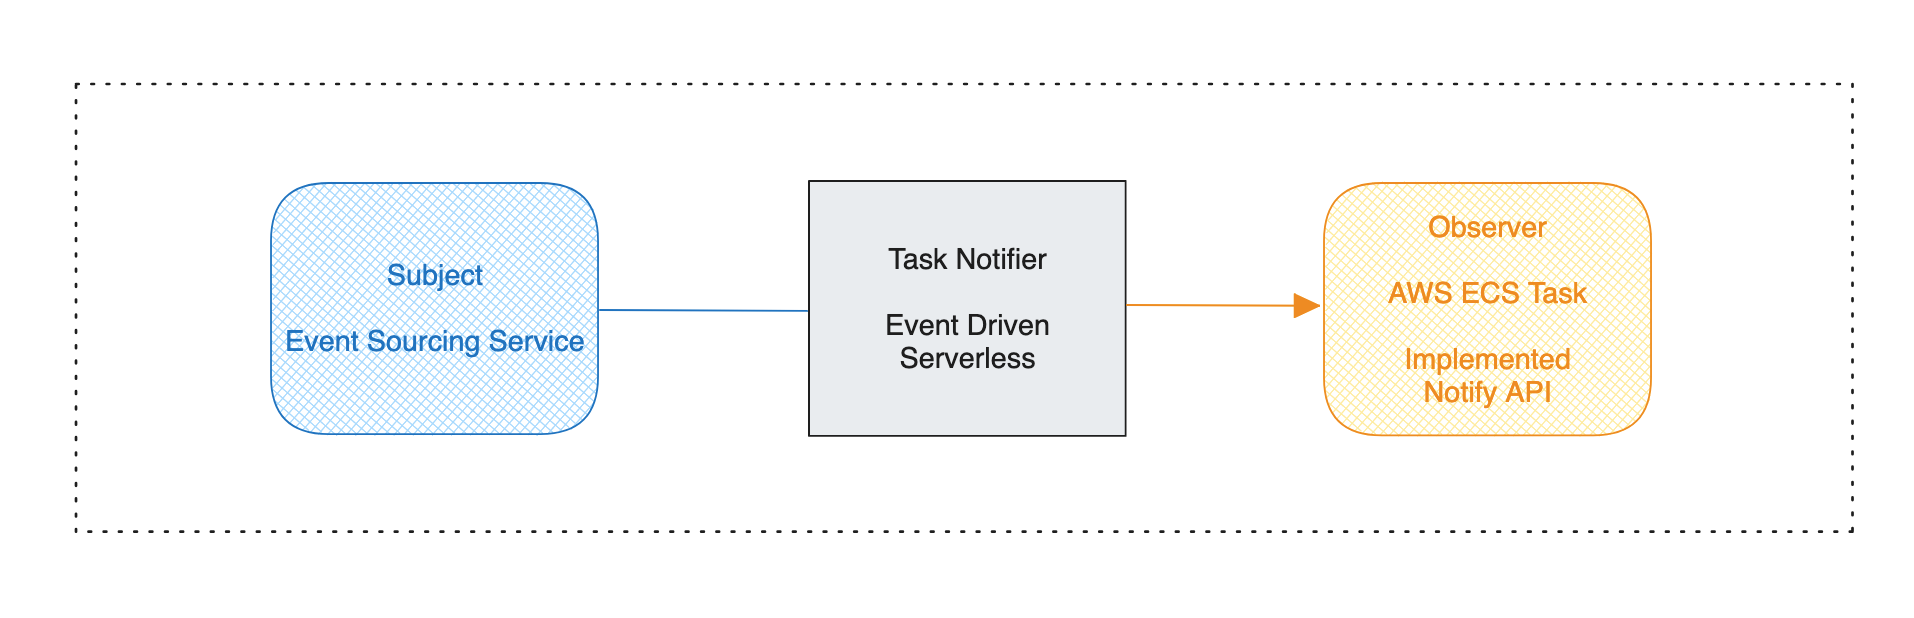 Subject
Event Sourcing Service
Task Notifier
Event Driven
Serverless
Observer
AWS ECS Task
Implemented
Notify API